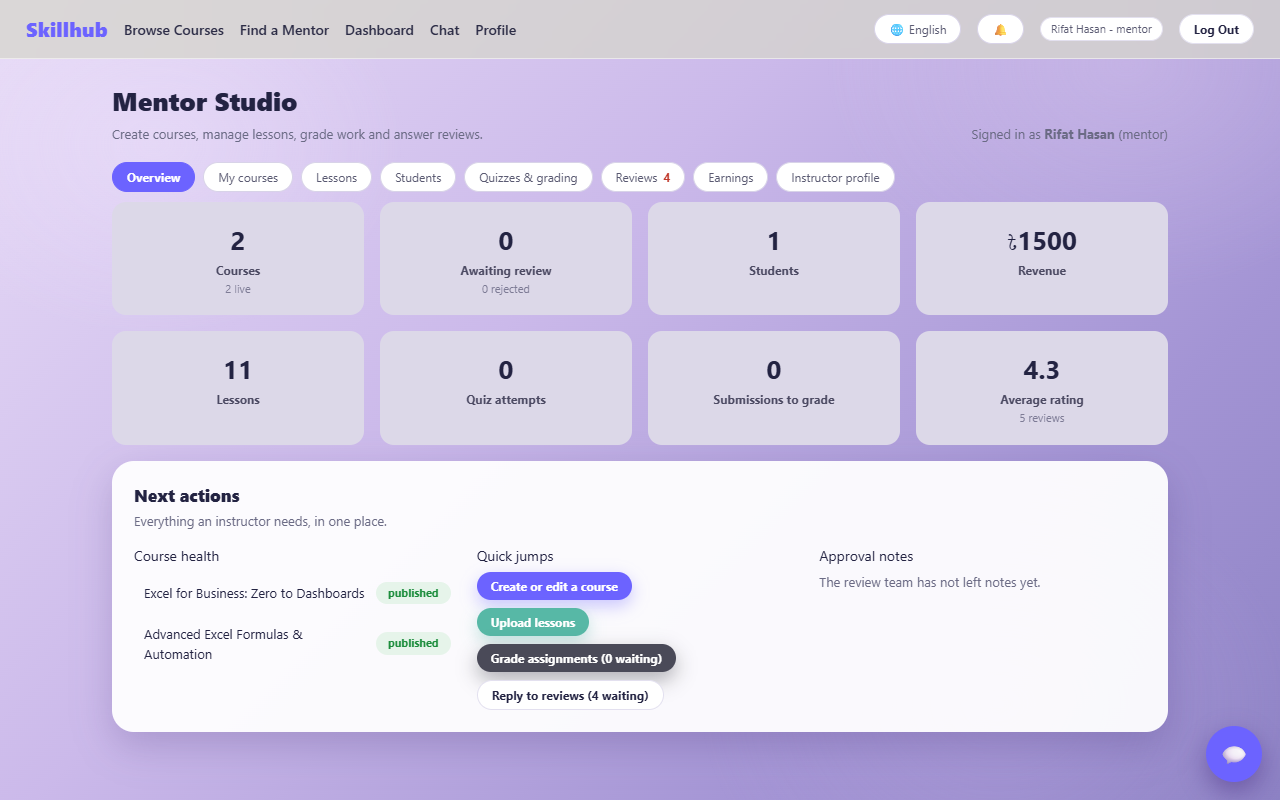 Skillhub Browse Courses Find a Mentor Dashboard Chat Profile English Rifat Hasan - mentor Log Out
Mentor Studio
Create courses, manage lessons, grade work and answer reviews.
Signed in as Rifat Hasan (mentor)
Overview My courses Lessons Students Quizzes & grading Reviews 4 Earnings Instructor profile
2
Courses
2 live
0
Awaiting review
0 rejected
1
Students
৳1500
Revenue
11
Lessons
0
Quiz attempts
0
Submissions to grade
4.3
Average rating
5 reviews
Next actions
Everything an instructor needs, in one place.
Course health
Excel for Business: Zero to Dashboards published
Advanced Excel Formulas &
Automation
published
Quick jumps
Create or edit a course
Upload lessons
Grade assignments (0 waiting)
Reply to reviews (4 waiting)
Approval notes
The review team has not left notes yet.